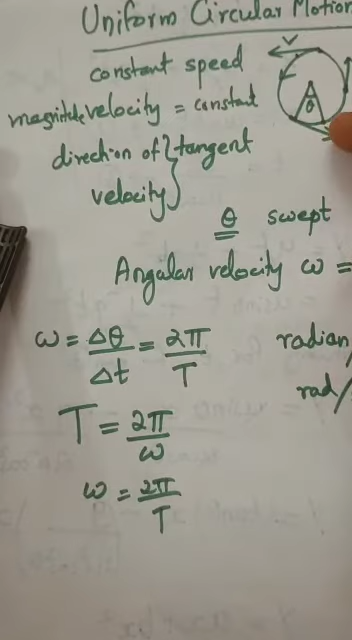 Uniform Circular Motion
V
constant speed
magnitude velocity = constant
θ
direction of } tangent
velocity
θ swept
Angular velocity ω =
ω = Δθ/Δt = 2π/T radian
rad/
T = 2π/ω
ω = 2π/T